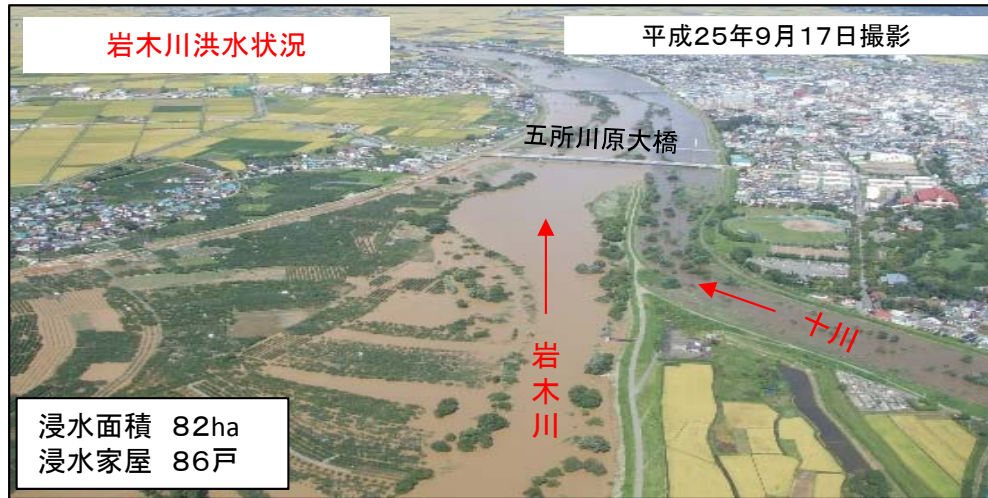 岩木川洪水状況
平成25年9月17日撮影
五所川原大橋
十川
岩木川
浸水面積 82ha
浸水家屋 86戸